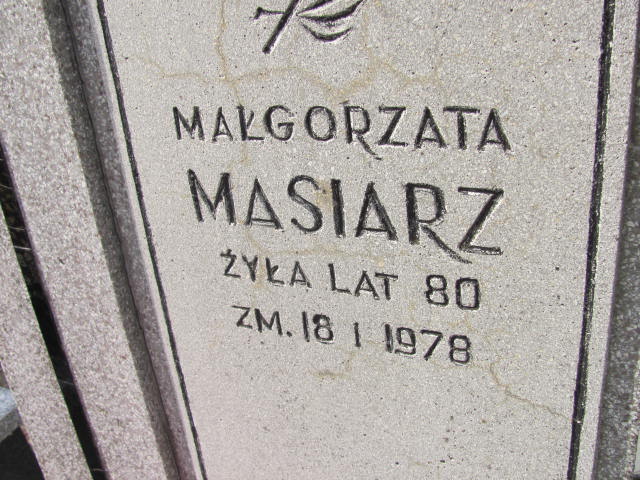 MAŁGORZATA
MASIARZ
ŻYŁA LAT 80
ZM. 18 I 1978